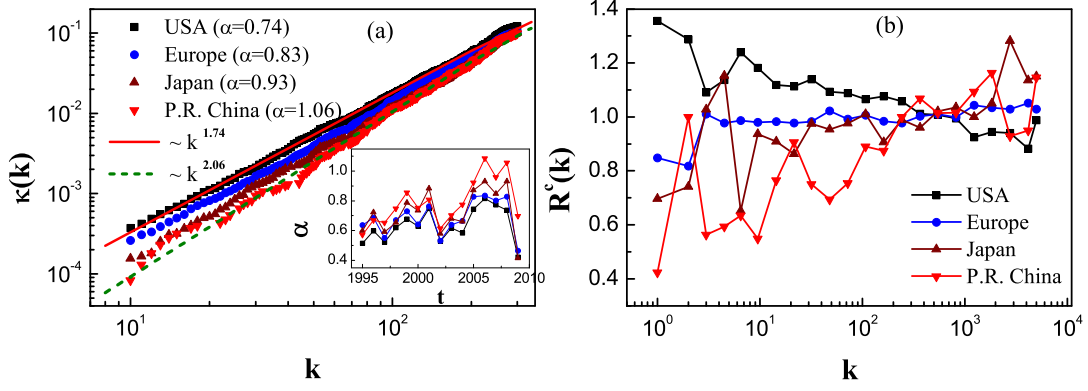 (a)
USA (α=0.74)
Europe (α=0.83)
Japan (α=0.93)
P.R. China (α=1.06)
~ k^1.74
~ k^2.06
κ(k)
10^-1
10^-2
10^-3
10^-4
10^1
10^2
k
α
1.0
0.8
0.6
0.4
1995
2000
2005
2010
t
(b)
R^c(k)
1.4
1.2
1.0
0.8
0.6
0.4
USA
Europe
Japan
P.R. China
10^0
10^1
10^2
10^3
10^4
k